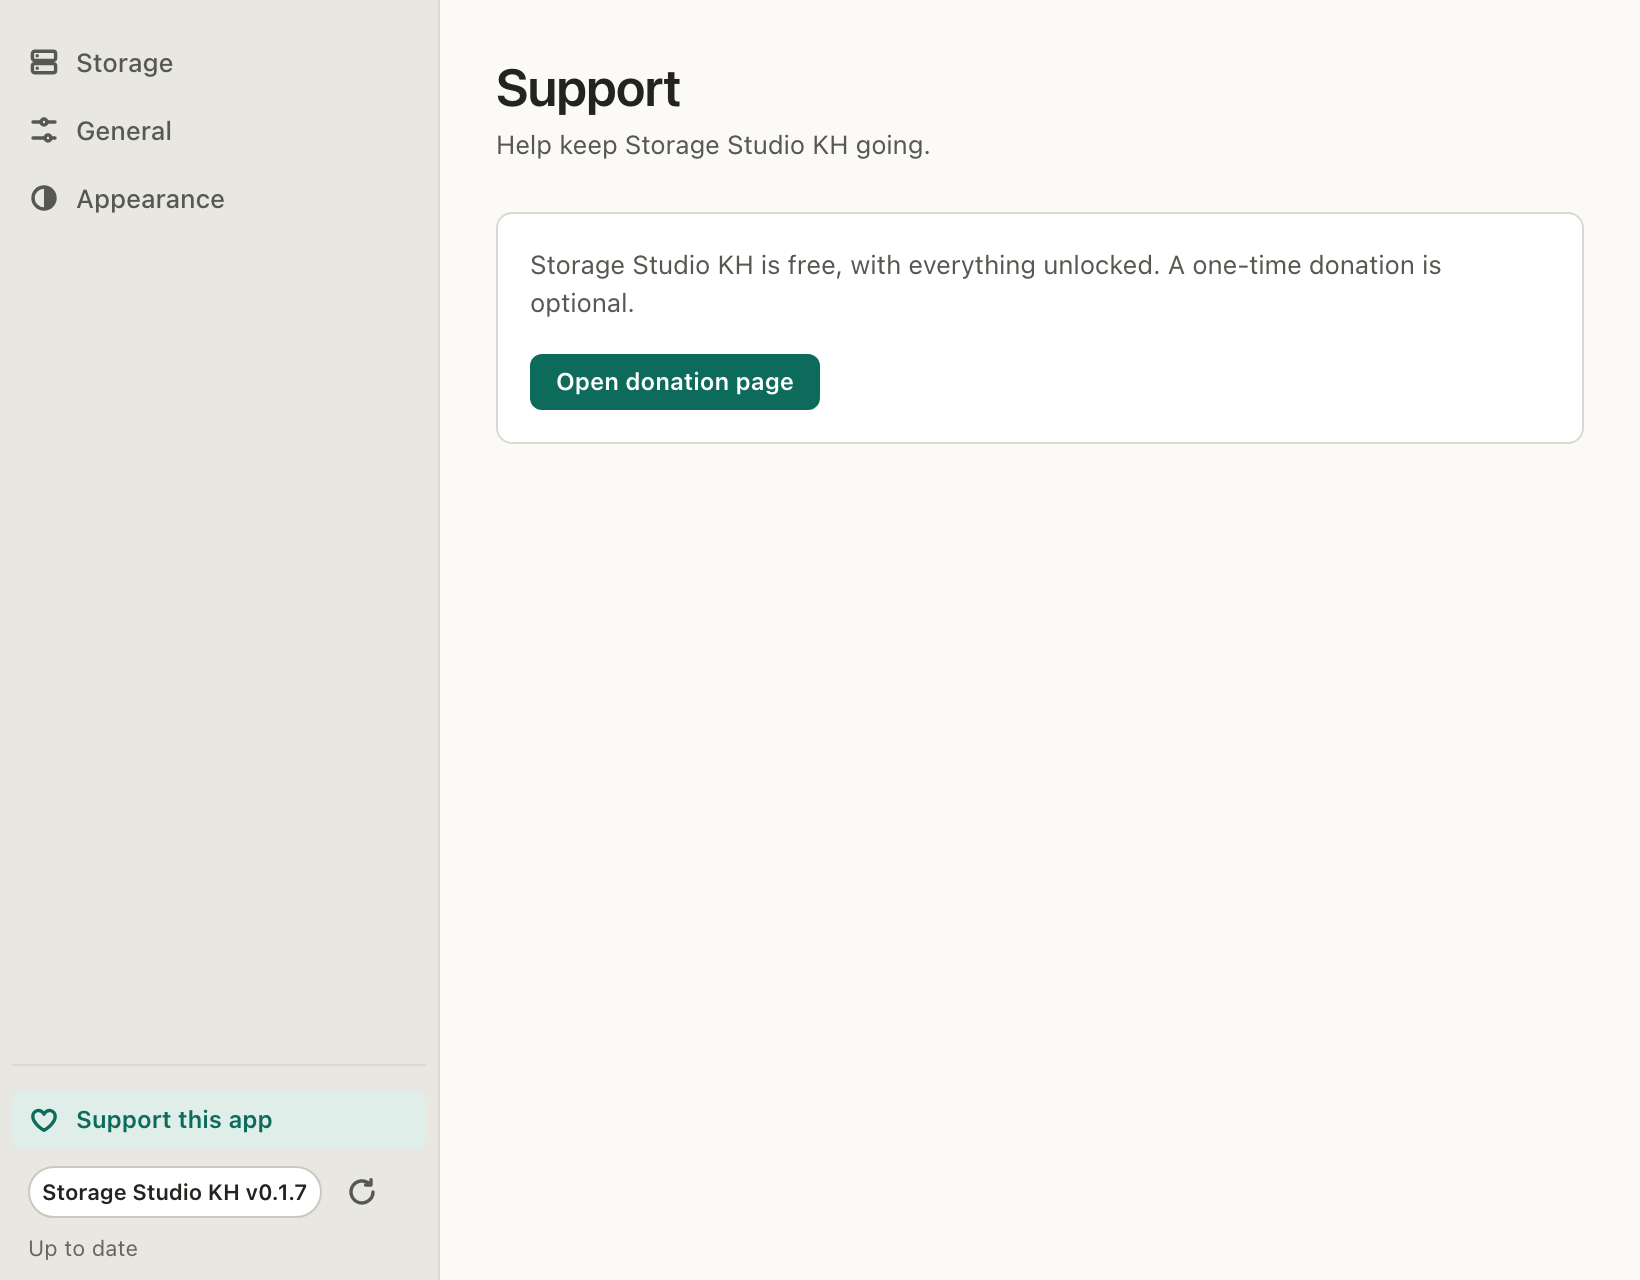 Storage
General
Appearance
Support
Help keep Storage Studio KH going.
Storage Studio KH is free, with everything unlocked. A one-time donation is
optional.
Open donation page
Support this app
Storage Studio KH v0.1.7
Up to date